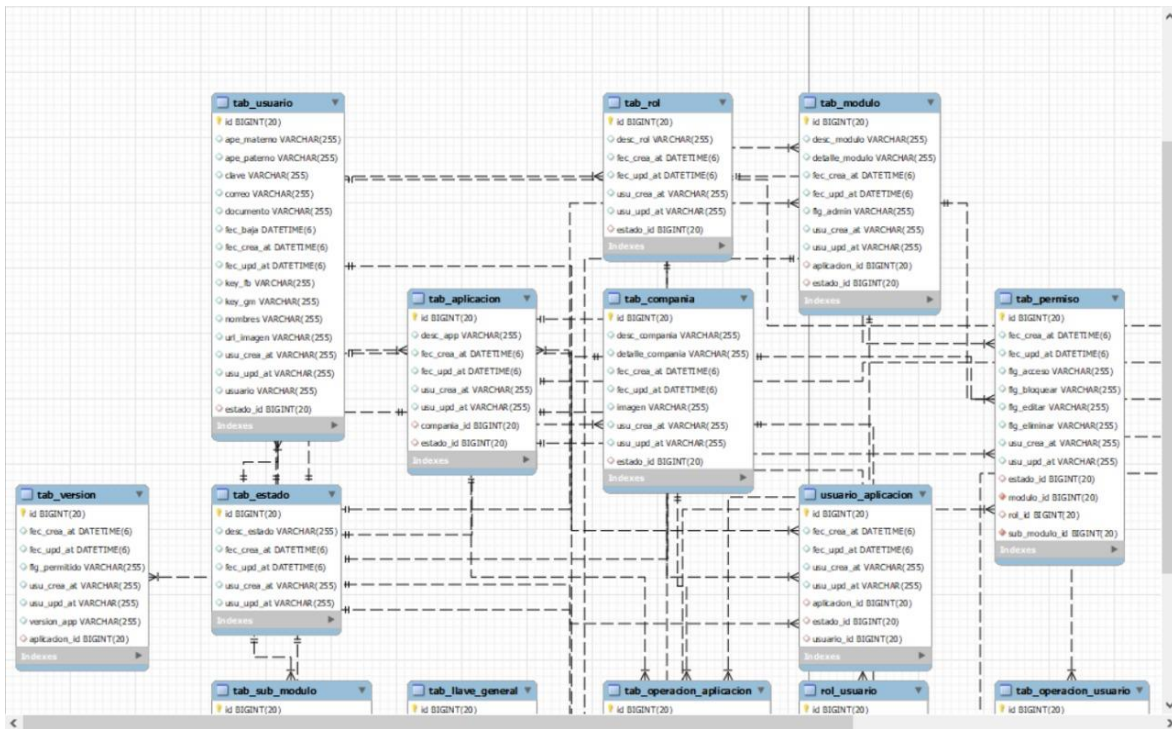 tab_usuario
id BIGINT(20)
ape_materno VARCHAR(255)
ape_paterno VARCHAR(255)
clave VARCHAR(255)
correo VARCHAR(255)
documento VARCHAR(255)
fec_baja DATETIME(6)
fec_crea_at DATETIME(6)
fec_upd_at DATETIME(6)
key_fb VARCHAR(255)
key_gm VARCHAR(255)
nombres VARCHAR(255)
url_imagen VARCHAR(255)
usu_crea_at VARCHAR(255)
usu_upd_at VARCHAR(255)
usuario VARCHAR(255)
estado_id BIGINT(20)
Indexes
tab_rol
id BIGINT(20)
desc_rol VARCHAR(255)
fec_crea_at DATETIME(6)
fec_upd_at DATETIME(6)
usu_crea_at VARCHAR(255)
usu_upd_at VARCHAR(255)
estado_id BIGINT(20)
Indexes
tab_modulo
id BIGINT(20)
desc_modulo VARCHAR(255)
detalle_modulo VARCHAR(255)
fec_crea_at DATETIME(6)
fec_upd_at DATETIME(6)
flg_admin VARCHAR(255)
usu_crea_at VARCHAR(255)
usu_upd_at VARCHAR(255)
aplicacion_id BIGINT(20)
estado_id BIGINT(20)
Indexes
tab_aplicacion
id BIGINT(20)
desc_app VARCHAR(255)
fec_crea_at DATETIME(6)
fec_upd_at DATETIME(6)
usu_crea_at VARCHAR(255)
usu_upd_at VARCHAR(255)
compania_id BIGINT(20)
estado_id BIGINT(20)
Indexes
tab_compania
id BIGINT(20)
desc_compania VARCHAR(255)
detalle_compania VARCHAR(255)
fec_crea_at DATETIME(6)
fec_upd_at DATETIME(6)
imagen VARCHAR(255)
usu_crea_at VARCHAR(255)
usu_upd_at VARCHAR(255)
estado_id BIGINT(20)
Indexes
tab_permiso
id BIGINT(20)
fec_crea_at DATETIME(6)
fec_upd_at DATETIME(6)
flg_acceso VARCHAR(255)
flg_bloquear VARCHAR(255)
flg_editar VARCHAR(255)
flg_eliminar VARCHAR(255)
usu_crea_at VARCHAR(255)
usu_upd_at VARCHAR(255)
estado_id BIGINT(20)
modulo_id BIGINT(20)
rol_id BIGINT(20)
sub_modulo_id BIGINT(20)
Indexes
tab_version
id BIGINT(20)
fec_crea_at DATETIME(6)
fec_upd_at DATETIME(6)
flg_permitido VARCHAR(255)
usu_crea_at VARCHAR(255)
usu_upd_at VARCHAR(255)
version_app VARCHAR(255)
aplicacion_id BIGINT(20)
Indexes
tab_estado
id BIGINT(20)
desc_estado VARCHAR(255)
fec_crea_at DATETIME(6)
fec_upd_at DATETIME(6)
usu_crea_at VARCHAR(255)
usu_upd_at VARCHAR(255)
Indexes
usuario_aplicacion
id BIGINT(20)
fec_crea_at DATETIME(6)
fec_upd_at DATETIME(6)
usu_crea_at VARCHAR(255)
usu_upd_at VARCHAR(255)
aplicacion_id BIGINT(20)
estado_id BIGINT(20)
usuario_id BIGINT(20)
Indexes
tab_sub_modulo
id BIGINT(20)
tab_llave_general
id BIGINT(20)
tab_operacion_aplicacion
id BIGINT(20)
rol_usuario
id BIGINT(20)
tab_operacion_usuario
id BIGINT(20)